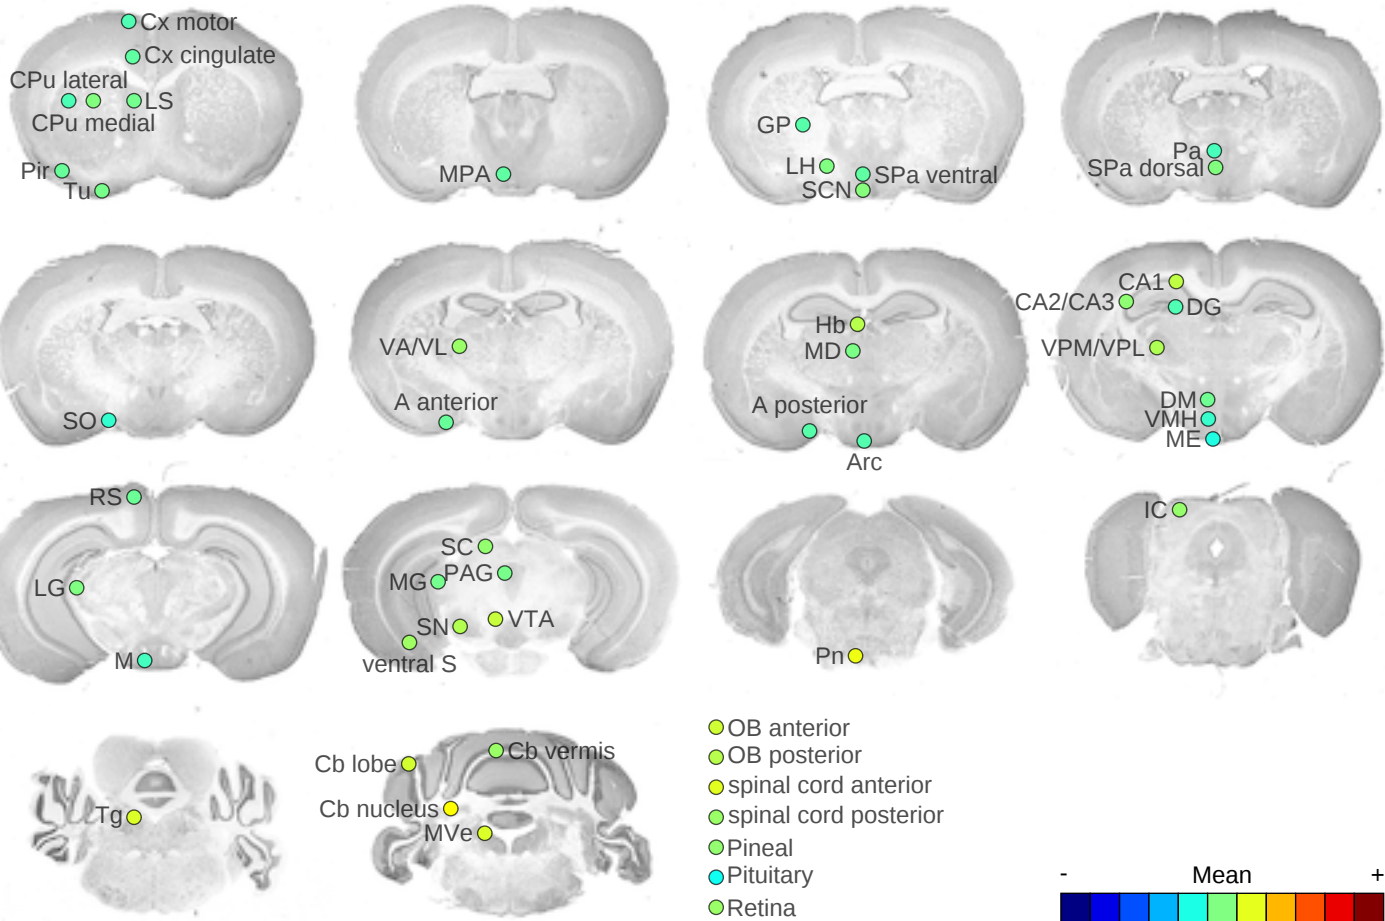 Cx motor
Cx cingulate
CPu lateral
LS
CPu medial
Pir
Tu
MPA
GP
LH
SPa ventral
SCN
Pa
SPa dorsal
SO
VA/VL
A anterior
Hb
MD
A posterior
Arc
CA1
CA2/CA3
DG
VPM/VPL
DM
VMH
ME
RS
LG
M
SC
MG
PAG
SN
VTA
ventral S
Pn
IC
Tg
Cb lobe
Cb vermis
Cb nucleus
MVe
OB anterior
OB posterior
spinal cord anterior
spinal cord posterior
Pineal
Pituitary
Retina
- Mean +